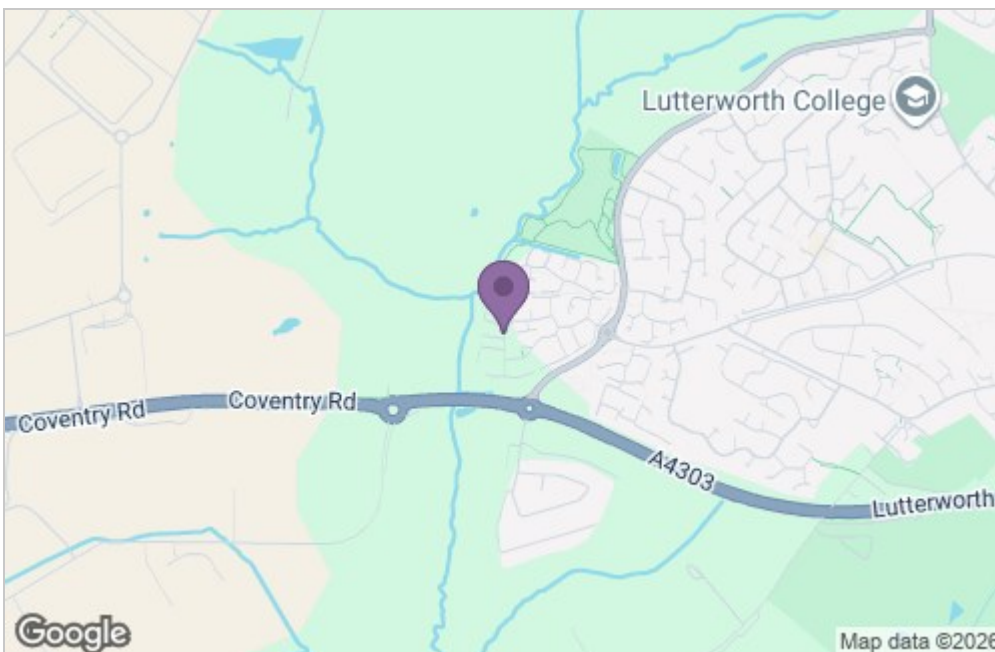 Lutterworth College
Coventry Rd
Coventry Rd
A4303
Lutterworth
Google
Map data ©2026